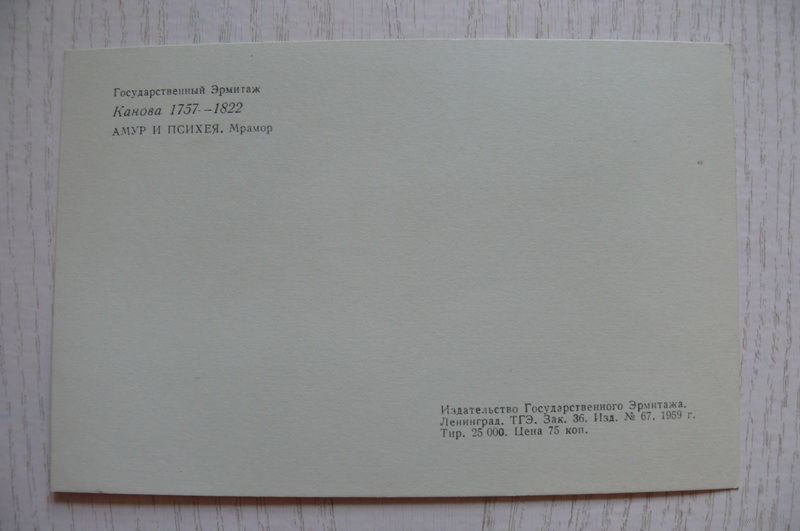 Государственный Эрмитаж
Канова 1757–1822
АМУР И ПСИХЕЯ. Мрамор
Издательство Государственного Эрмитажа.
Ленинград. ТГЭ. Зак. 36. Изд. № 67. 1959 г.
Тир. 25 000. Цена 75 коп.